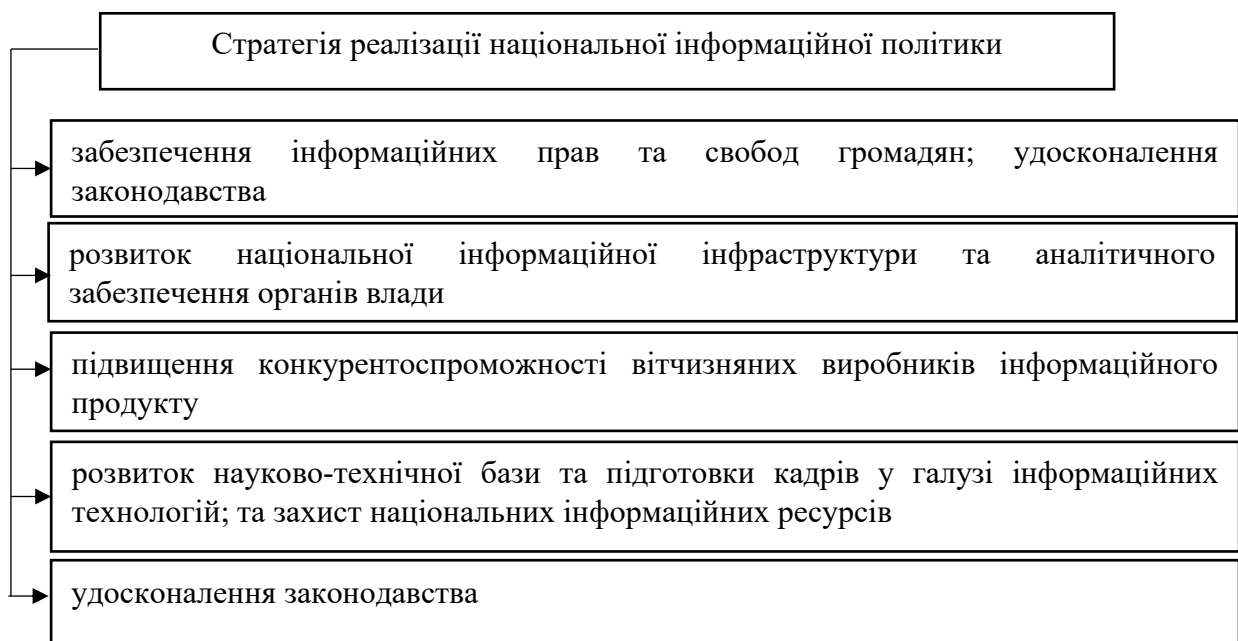 Стратегія реалізації національної інформаційної політики
забезпечення інформаційних прав та свобод громадян; удосконалення
законодавства
розвиток національної інформаційної інфраструктури та аналітичного
забезпечення органів влади
підвищення конкурентоспроможності вітчизняних виробників інформаційного
продукту
розвиток науково-технічної бази та підготовки кадрів у галузі інформаційних
технологій; та захист національних інформаційних ресурсів
удосконалення законодавства